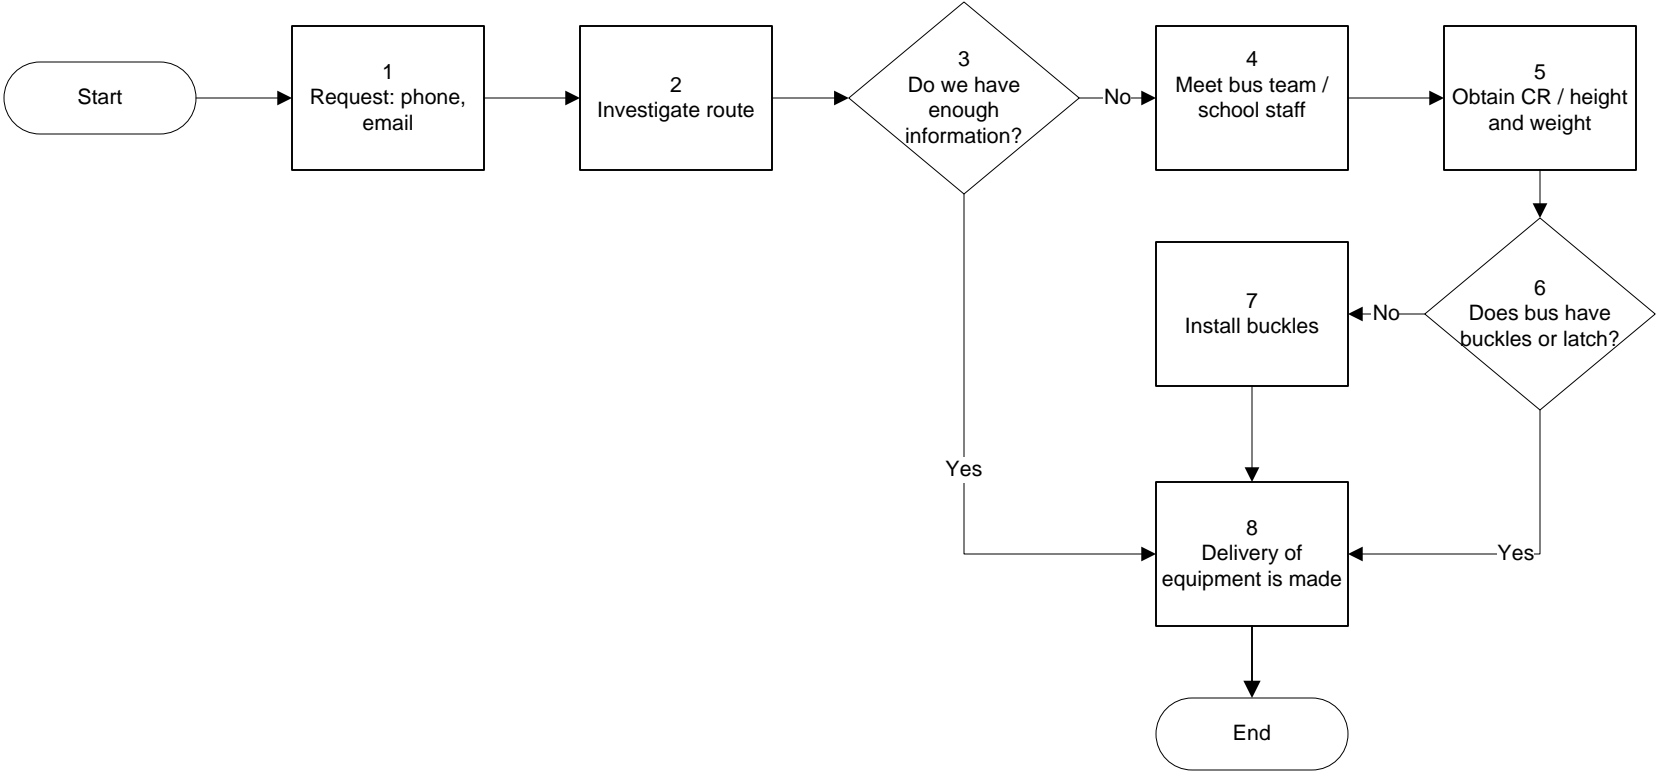 Start
1
Request: phone,
email
2
Investigate route
3
Do we have
enough
information?
No
4
Meet bus team /
school staff
5
Obtain CR / height
and weight
6
Does bus have
buckles or latch?
No
7
Install buckles
Yes
8
Delivery of
equipment is made
Yes
End